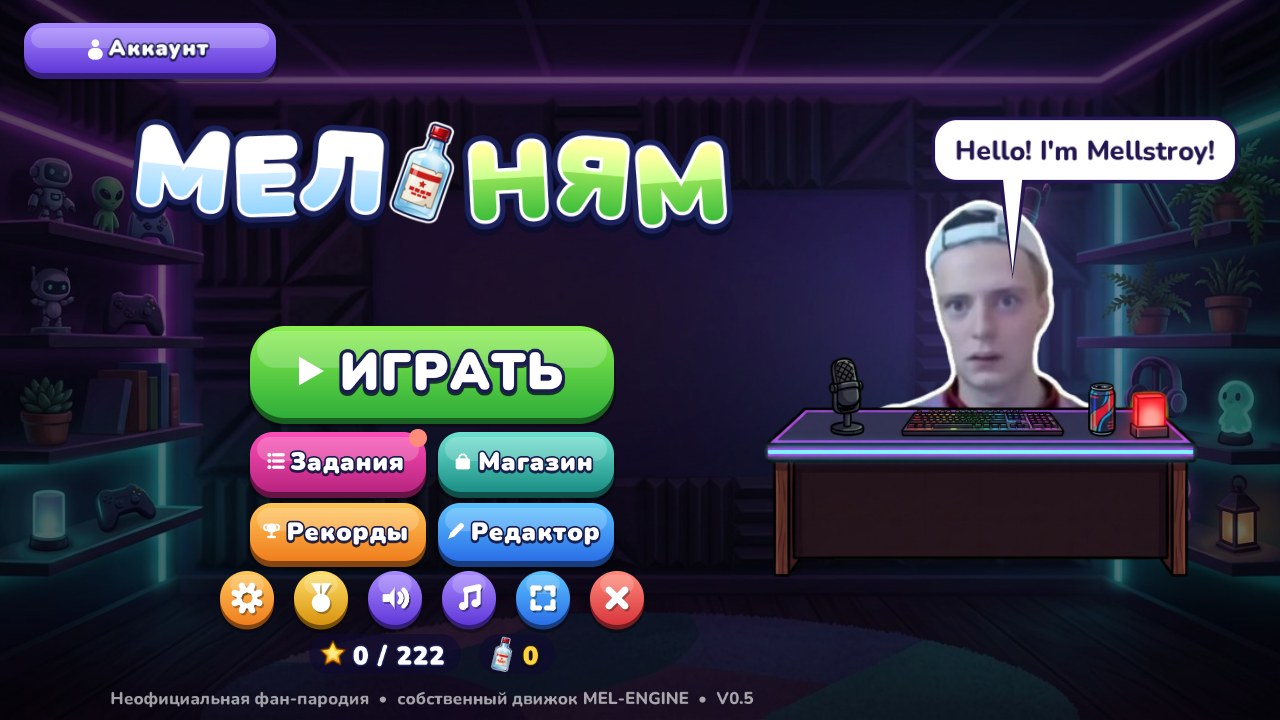 Аккаунт
МЕЛ НЯМ
Hello! I'm Mellstroy!
ИГРАТЬ
Задания
Магазин
Рекорды
Редактор
0 / 222
0
Неофициальная фан-пародия • собственный движок MEL-ENGINE • V0.5